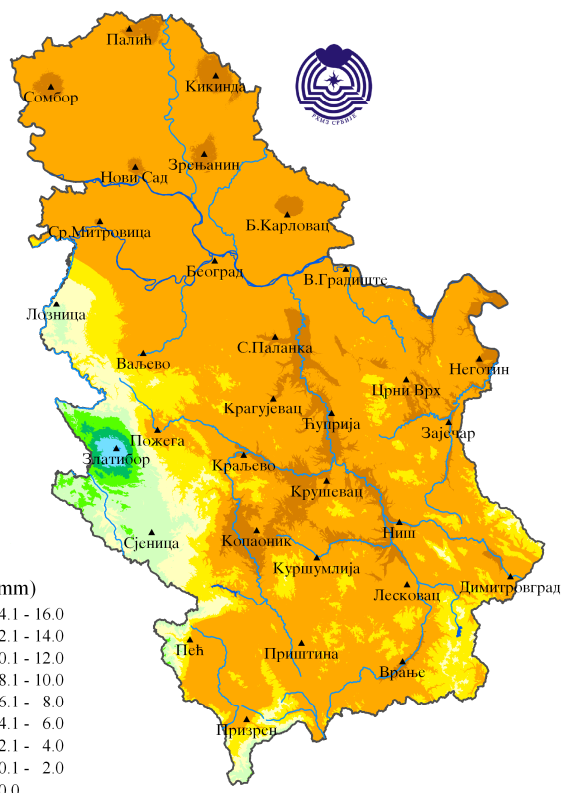 Палић
Сомбор
Кикинда
РХМЗ СРБИЈЕ
Зрењанин
Нови Сад
Ср.Митровица
Б.Карловац
Београд
В.Градиште
Лозница
Ваљево
С.Паланка
Неготин
Црни Врх
Крагујевац
Ћуприја
Зајечар
Пожега
Златибор
Краљево
Крушевац
Сјеница
Копаоник
Ниш
Куршумлија
Димитровград
Лесковац
mm)
4.1 - 16.0
2.1 - 14.0
0.1 - 12.0
8.1 - 10.0
6.1 - 8.0
4.1 - 6.0
2.1 - 4.0
0.1 - 2.0
0.0
Пећ
Приштина
Врање
Призрен